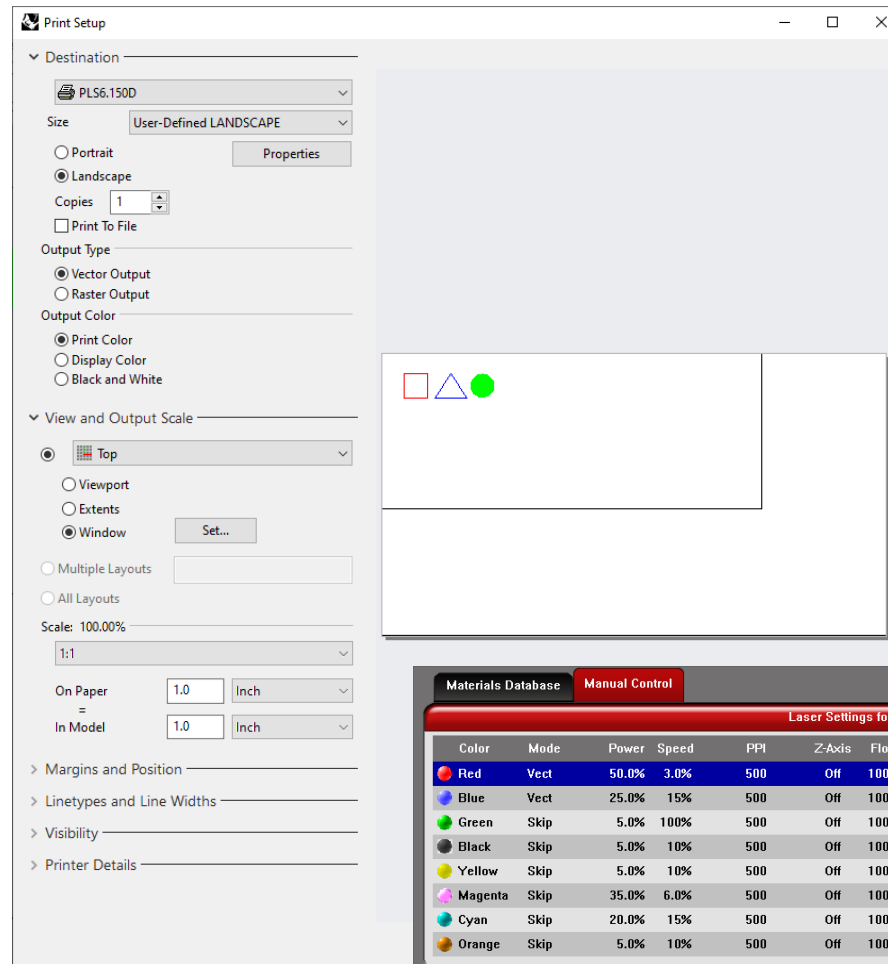 Print Setup
Destination
PLS6.150D
Size User-Defined LANDSCAPE
Portrait Properties
Landscape
Copies 1
Print To File
Output Type
Vector Output
Raster Output
Output Color
Print Color
Display Color
Black and White
View and Output Scale
Top
Viewport
Extents
Window Set...
Multiple Layouts
All Layouts
Scale: 100.00%
1:1
On Paper 1.0 Inch
=
In Model 1.0 Inch
Margins and Position
Linetypes and Line Widths
Visibility
Printer Details
Materials Database Manual Control
Laser Settings fo
Color Mode Power Speed PPI Z-Axis Flo
Red Vect 50.0% 3.0% 500 Off 100
Blue Vect 25.0% 15% 500 Off 100
Green Skip 5.0% 100% 500 Off 100
Black Skip 5.0% 10% 500 Off 100
Yellow Skip 5.0% 10% 500 Off 100
Magenta Skip 35.0% 6.0% 500 Off 100
Cyan Skip 20.0% 15% 500 Off 100
Orange Skip 5.0% 10% 500 Off 100